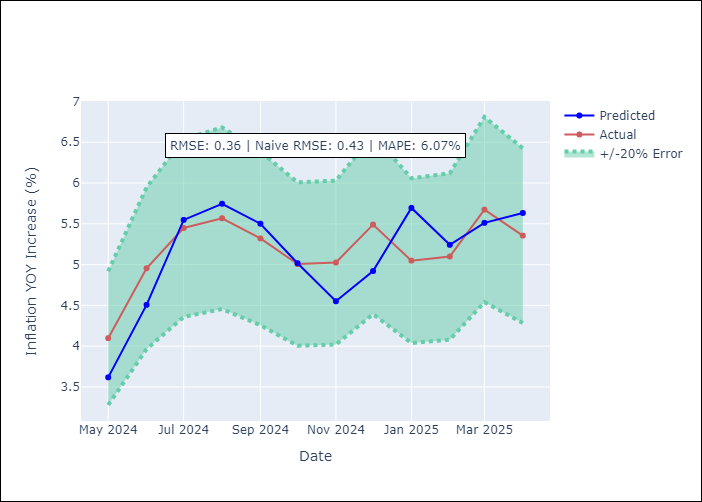 RMSE: 0.36 | Naive RMSE: 0.43 | MAPE: 6.07%
Predicted
Actual
+/-20% Error
Inflation YOY Increase (%)
7
6.5
6
5.5
5
4.5
4
3.5
May 2024
Jul 2024
Sep 2024
Nov 2024
Jan 2025
Mar 2025
Date